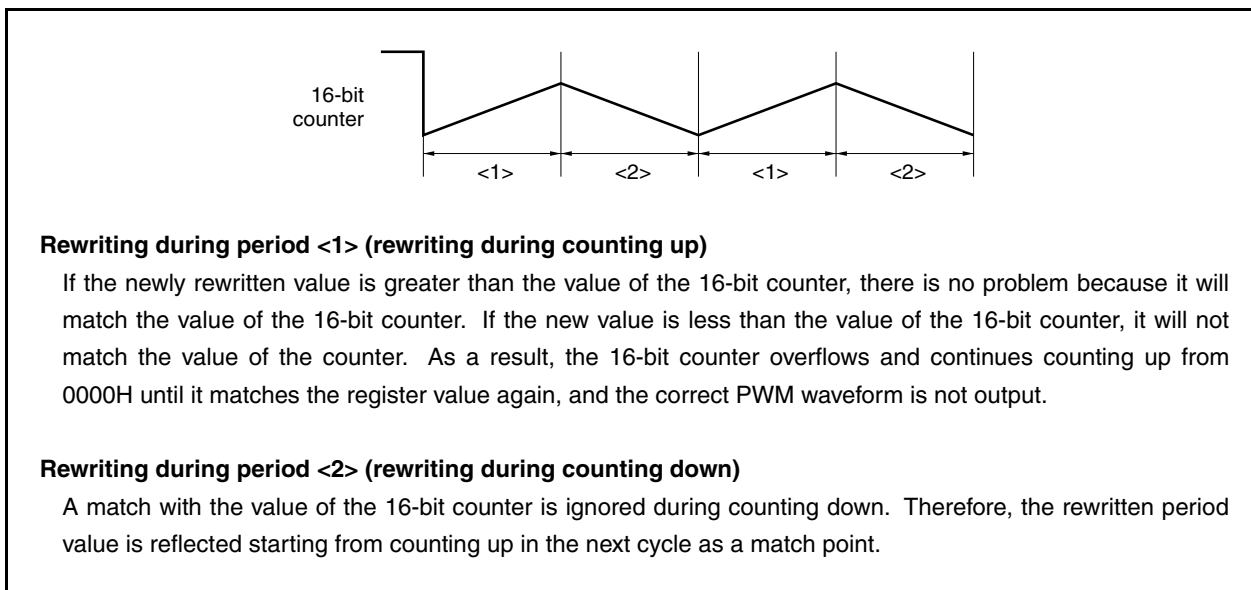 16-bit
counter
<1>
<2>
<1>
<2>
Rewriting during period <1> (rewriting during counting up)
If the newly rewritten value is greater than the value of the 16-bit counter, there is no problem because it will
match the value of the 16-bit counter. If the new value is less than the value of the 16-bit counter, it will not
match the value of the counter. As a result, the 16-bit counter overflows and continues counting up from
0000H until it matches the register value again, and the correct PWM waveform is not output.
Rewriting during period <2> (rewriting during counting down)
A match with the value of the 16-bit counter is ignored during counting down. Therefore, the rewritten period
value is reflected starting from counting up in the next cycle as a match point.